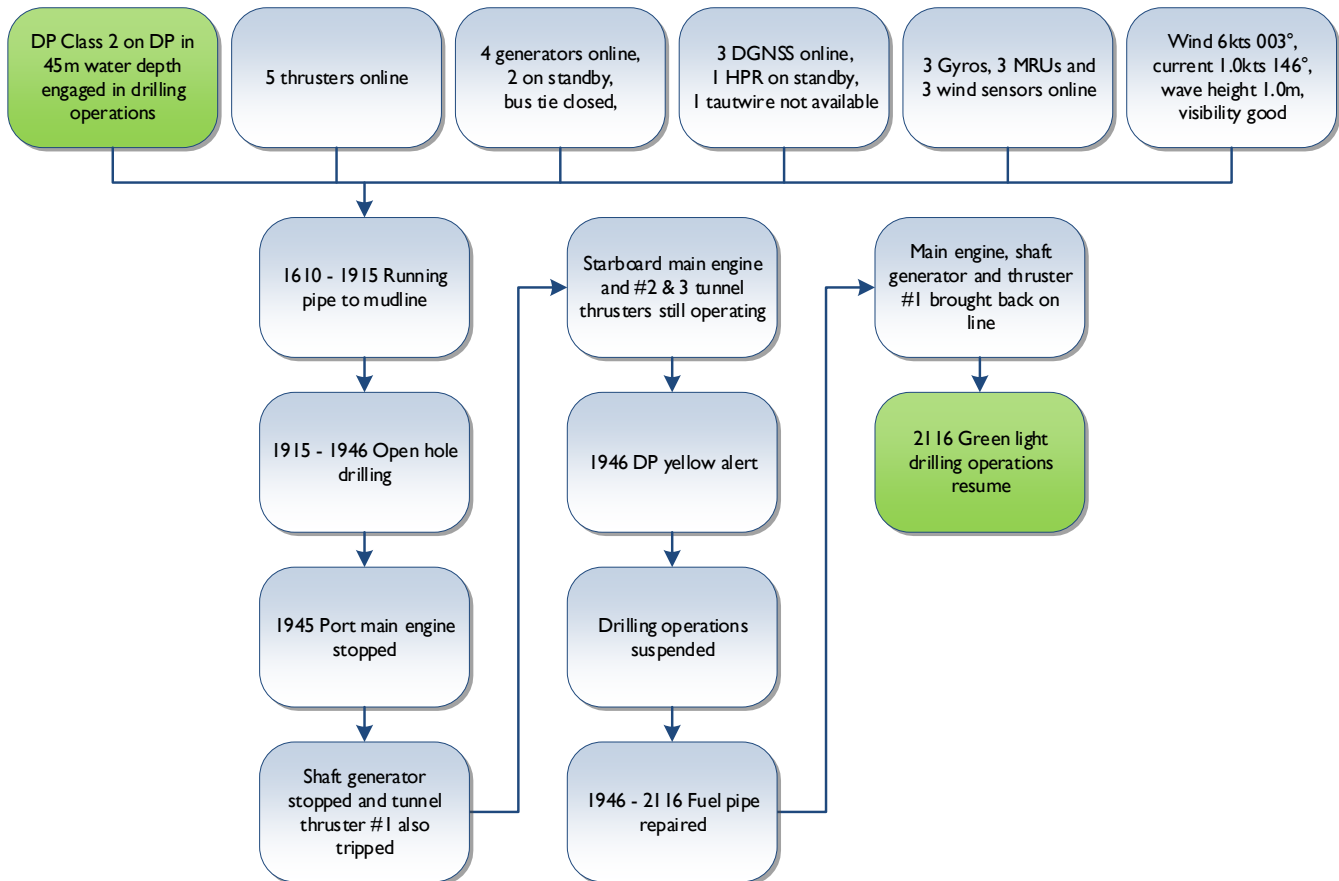 DP Class 2 on DP in
45m water depth
engaged in drilling
operations
5 thrusters online
4 generators online,
2 on standby,
bus tie closed,
3 DGNSS online,
1 HPR on standby,
1 tautwire not available
3 Gyros, 3 MRUs and
3 wind sensors online
Wind 6kts 003°,
current 1.0kts 146°,
wave height 1.0m,
visibility good
1610 - 1915 Running
pipe to mudline
1915 - 1946 Open hole
drilling
1945 Port main engine
stopped
Shaft generator
stopped and tunnel
thruster #1 also
tripped
Starboard main engine
and #2 & 3 tunnel
thrusters still operating
1946 DP yellow alert
Drilling operations
suspended
1946 - 2116 Fuel pipe
repaired
Main engine, shaft
generator and thruster
#1 brought back on
line
2116 Green light
drilling operations
resume